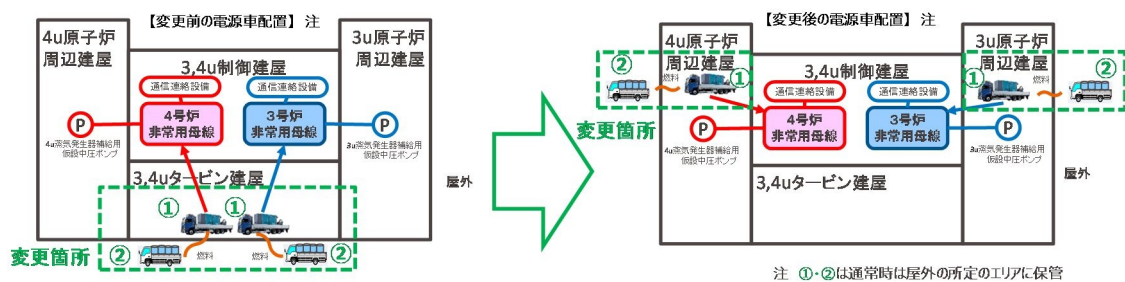 【変更前の電源車配置】 注
4u原子炉
周辺建屋
3u原子炉
周辺建屋
3,4u制御建屋
通信連絡設備
通信連絡設備
4号炉
非常用母線
3号炉
非常用母線
P
P
4u蒸気発生器補給用
仮設中圧ポンプ
3u蒸気発生器補給用
仮設中圧ポンプ
3,4uタービン建屋
屋外
① ①
変更箇所
② 燃料 燃料 ②
【変更後の電源車配置】 注
4u原子炉
周辺建屋
3u原子炉
周辺建屋
② 燃料 ①
① 燃料 ②
3,4u制御建屋
通信連絡設備
通信連絡設備
変更箇所
4号炉
非常用母線
3号炉
非常用母線
P
P
4u蒸気発生器補給用
仮設中圧ポンプ
3u蒸気発生器補給用
仮設中圧ポンプ
3,4uタービン建屋
屋外
注 ①・②は通常時は屋外の所定のエリアに保管